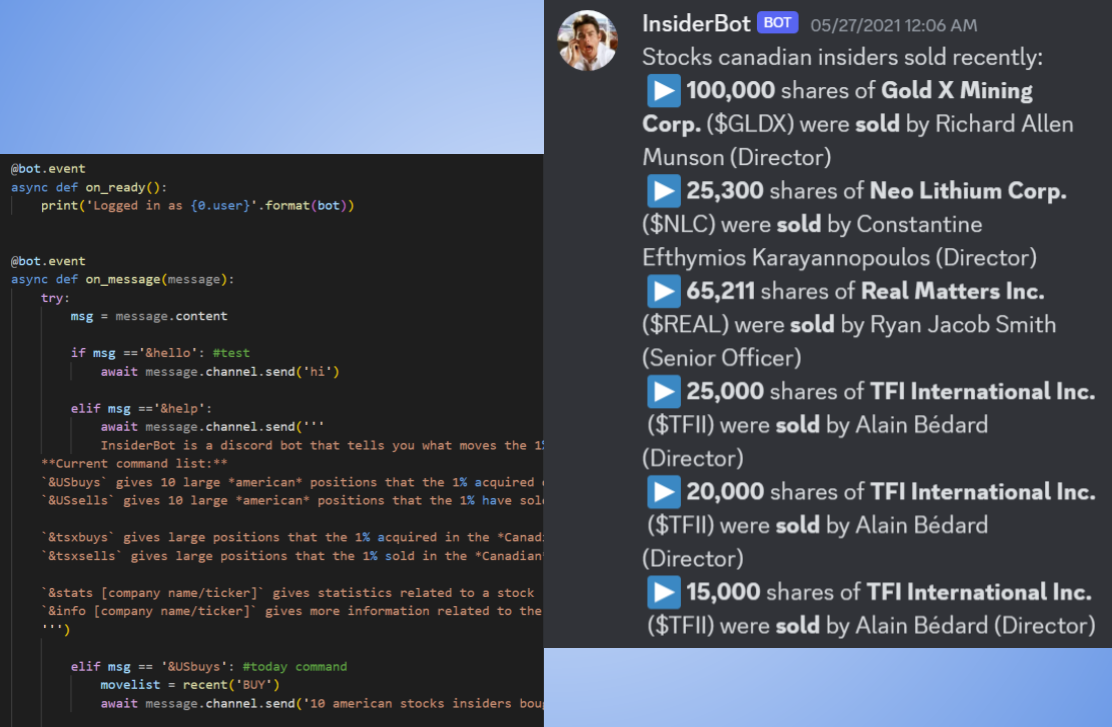 @bot.event
async def on_ready():
print('Logged in as {0.user}'.format(bot))
@bot.event
async def on_message(message):
try:
msg = message.content
if msg =='&hello': #test
await message.channel.send('hi')
elif msg =='&help':
await message.channel.send('''
InsiderBot is a discord bot that tells you what moves the 1%
**Current command list:**
`&USbuys` gives 10 large *american* positions that the 1% acquired
`&USsells` gives 10 large *american* positions that the 1% have sol
`&tsxbuys` gives large positions that the 1% acquired in the *Canadi
`&tsxsells` gives large positions that the 1% sold in the *Canadian*
`&stats [company name/ticker]` gives statistics related to a stock
`&info [company name/ticker]` gives more information related to the
''')
elif msg == '&USbuys': #today command
movelist = recent('BUY')
await message.channel.send('10 american stocks insiders bou
InsiderBot BOT 05/27/2021 12:06 AM
Stocks canadian insiders sold recently:
100,000 shares of Gold X Mining
Corp. ($GLDX) were sold by Richard Allen
Munson (Director)
25,300 shares of Neo Lithium Corp.
($NLC) were sold by Constantine
Efthymios Karayannopoulos (Director)
65,211 shares of Real Matters Inc.
($REAL) were sold by Ryan Jacob Smith
(Senior Officer)
25,000 shares of TFI International Inc.
($TFII) were sold by Alain Bédard
(Director)
20,000 shares of TFI International Inc.
($TFII) were sold by Alain Bédard
(Director)
15,000 shares of TFI International Inc.
($TFII) were sold by Alain Bédard (Director)